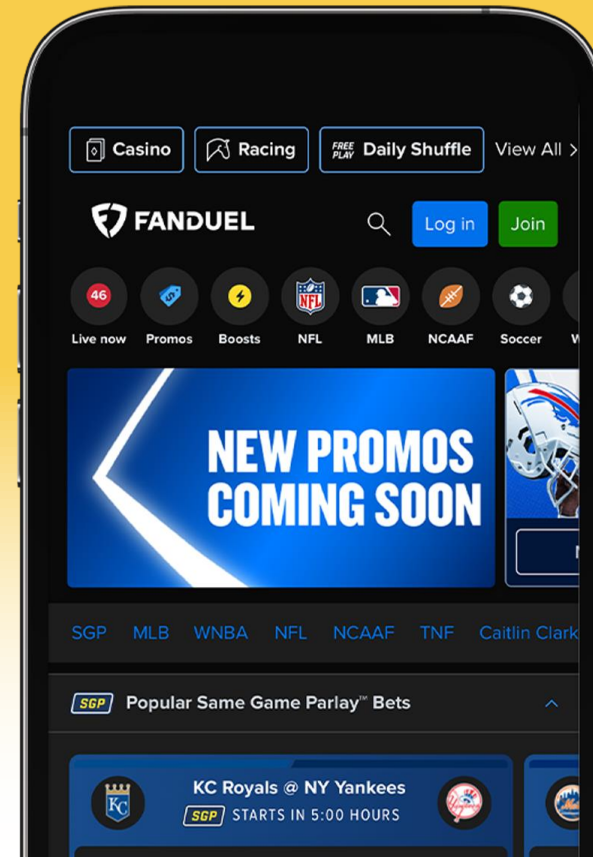 Casino
Racing
FREE PLAY Daily Shuffle
View All >
FANDUEL
Log in
Join
46
Live now
Promos
Boosts
NFL
NFL
MLB
NCAAF
Soccer
W
NEW PROMOS
COMING SOON
SGP MLB WNBA NFL NCAAF TNF Caitlin Clark
SGP Popular Same Game Parlay™ Bets
KC
KC Royals @ NY Yankees
SGP STARTS IN 5:00 HOURS